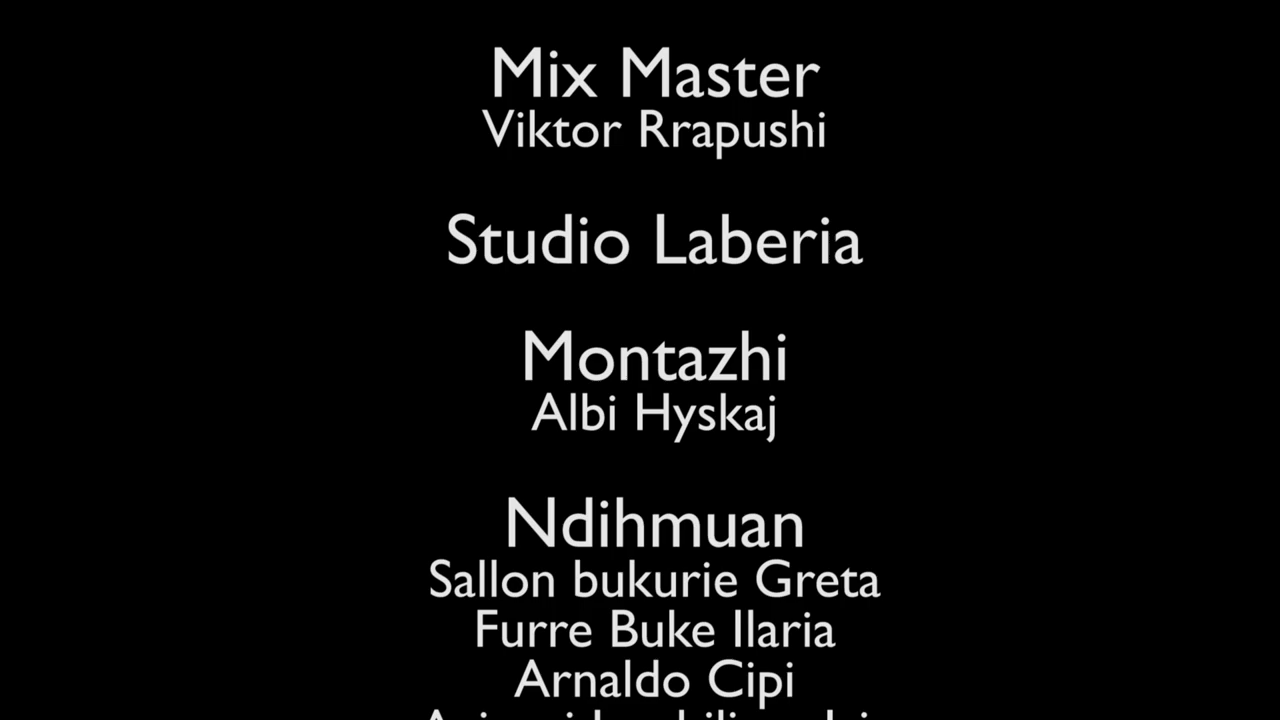 Mix Master
Viktor Rrapushi
Studio Laberia
Montazhi
Albi Hyskaj
Ndihmuan
Sallon bukurie Greta
Furre Buke Ilaria
Arnaldo Cipi